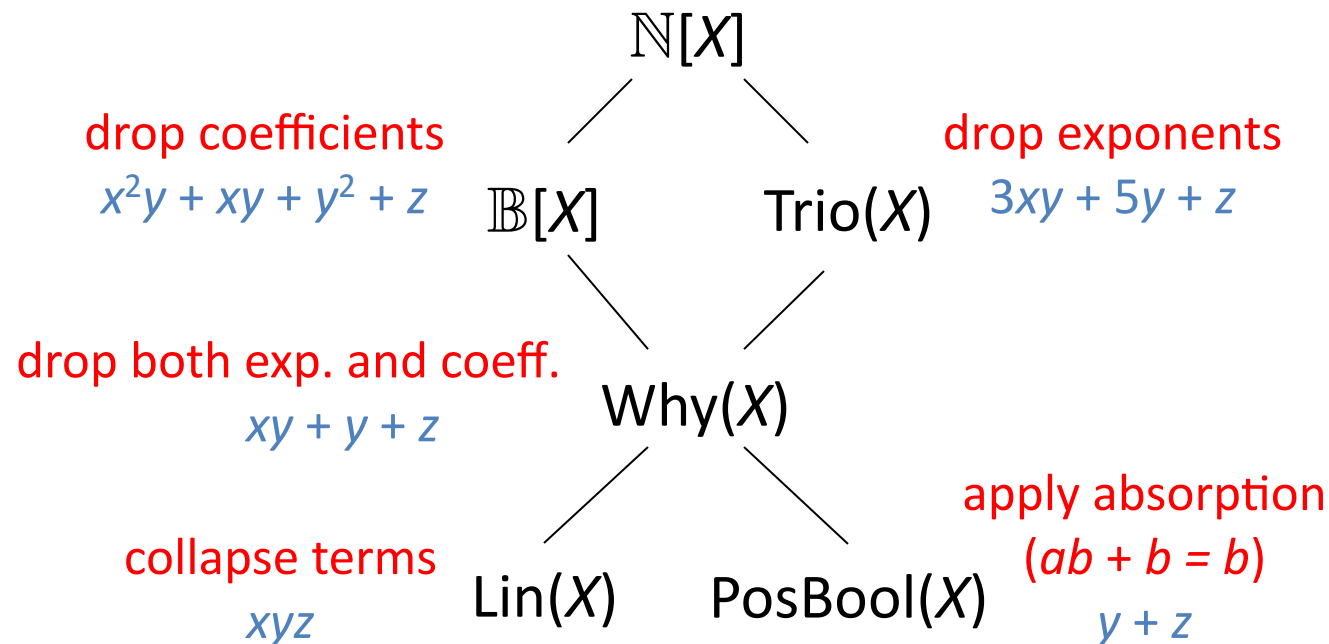 ℕ[X]
drop coefficients
x²y + xy + y² + z
𝔹[X]
Trio(X)
drop exponents
3xy + 5y + z
drop both exp. and coeff.
xy + y + z
Why(X)
collapse terms
xyz
Lin(X)
PosBool(X)
apply absorption
(ab + b = b)
y + z